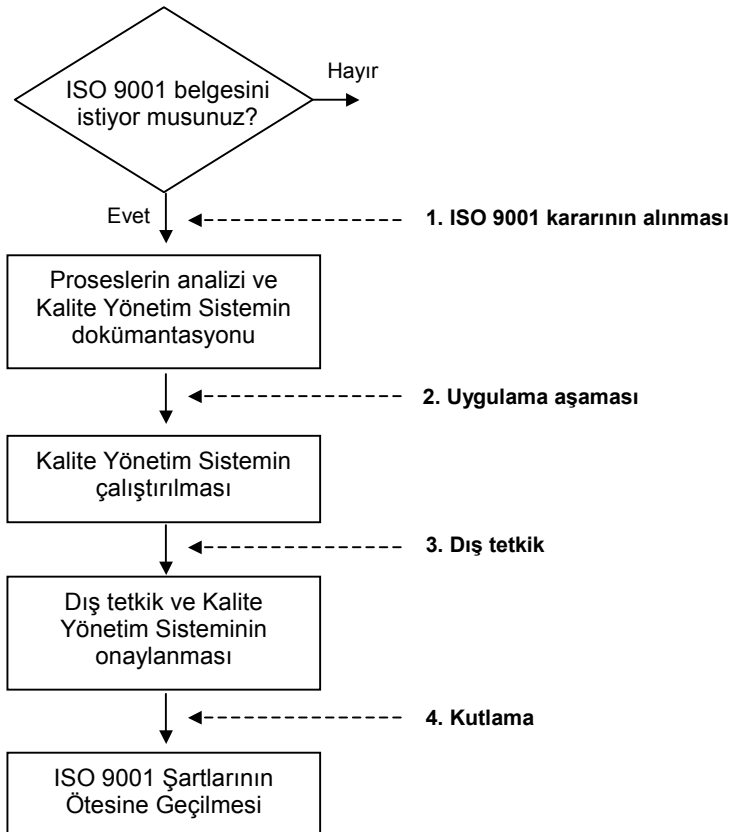 ISO 9001 belgesini
istiyor musunuz?
Hayır
Evet
1. ISO 9001 kararının alınması
Proseslerin analizi ve
Kalite Yönetim Sistemin
dokümantasyonu
2. Uygulama aşaması
Kalite Yönetim Sistemin
çalıştırılması
3. Dış tetkik
Dış tetkik ve Kalite
Yönetim Sisteminin
onaylanması
4. Kutlama
ISO 9001 Şartlarının
Ötesine Geçilmesi